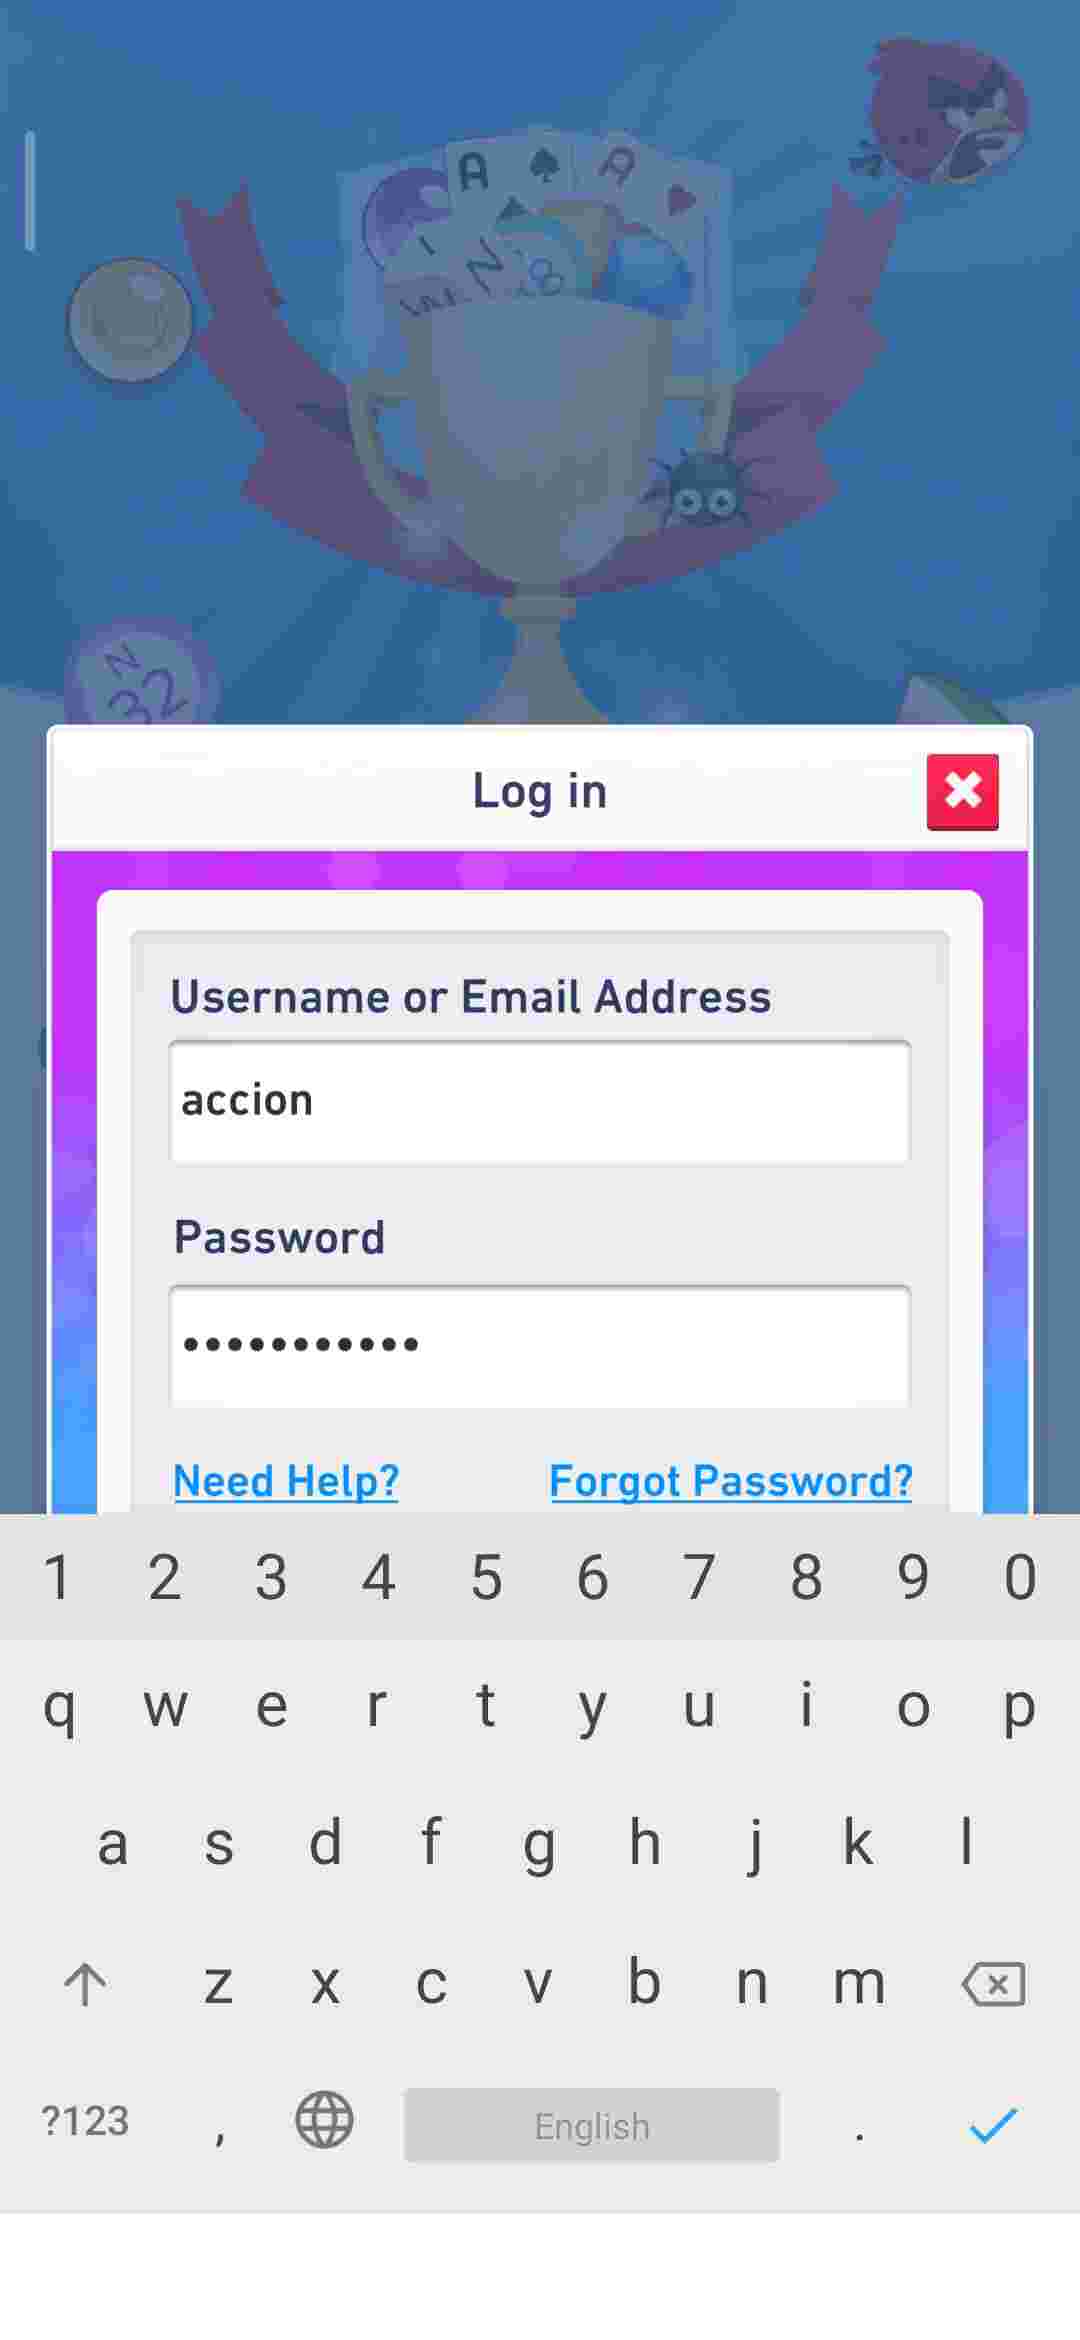 A ♠ A
I N 8
N
32
Log in
Username or Email Address
accion
Password
•••••••••••
Need Help? Forgot Password?
1 2 3 4 5 6 7 8 9 0
q w e r t y u i o p
a s d f g h j k l
z x c v b n m
?123 , English .